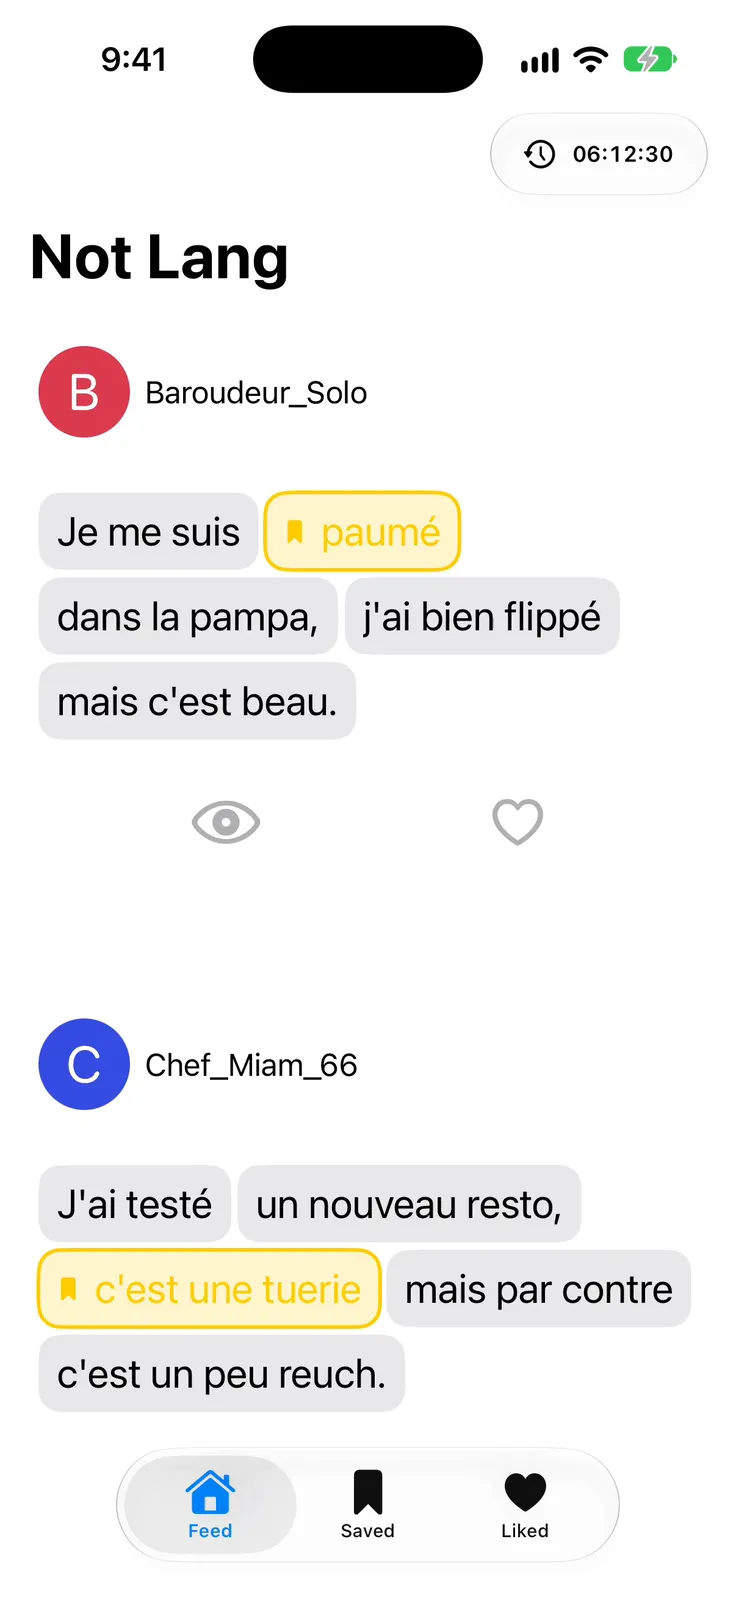 9:41
06:12:30
Not Lang
B
Baroudeur_Solo
Je me suis paumé
dans la pampa, j'ai bien flippé
mais c'est beau.
C
Chef_Miam_66
J'ai testé un nouveau resto,
c'est une tuerie mais par contre
c'est un peu reuch.
Feed Saved Liked